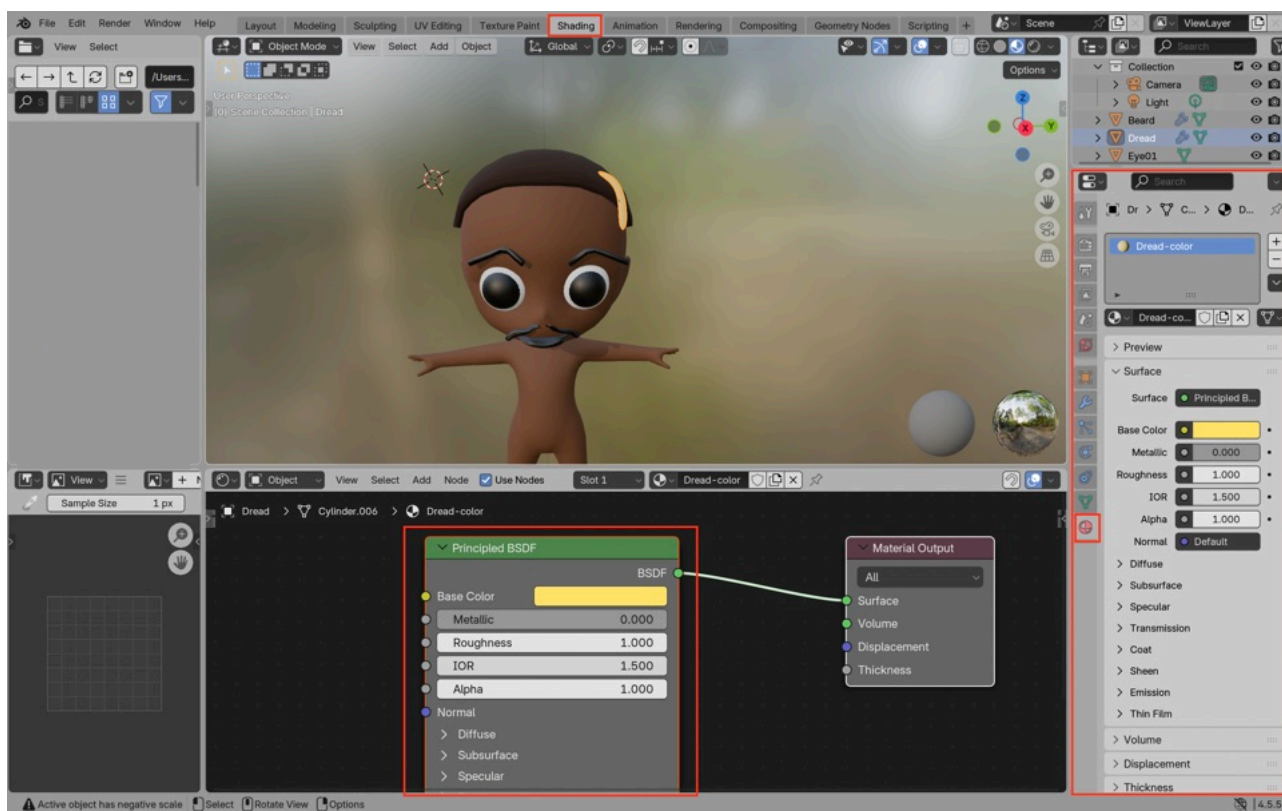 File Edit Render Window Help Layout Modeling Sculpting UV Editing Texture Paint Shading Animation Rendering Compositing Geometry Nodes Scripting + Scene ViewLayer
View Select
/Users...
Object Mode View Select Add Object Global
Options
User Perspective
(0) Scene Collection | Dread
Z
Y
X
Search
Collection
Camera
Light
Beard
Dread
Eye01
Search
Dr > C... > D...
Dread-color
Dread-co...
Preview
Surface
Surface Principled B...
Base Color
Metallic 0.000
Roughness 1.000
IOR 1.500
Alpha 1.000
Normal Default
Diffuse
Subsurface
Specular
Transmission
Coat
Sheen
Emission
Thin Film
Volume
Displacement
Thickness
View
Sample Size 1 px
Object View Select Add Node Use Nodes Slot 1 Dread-color
Dread > Cylinder.006 > Dread-color
Principled BSDF
BSDF
Base Color
Metallic 0.000
Roughness 1.000
IOR 1.500
Alpha 1.000
Normal
Diffuse
Subsurface
Specular
Material Output
All
Surface
Volume
Displacement
Thickness
Active object has negative scale Select Rotate View Options
4.5.5